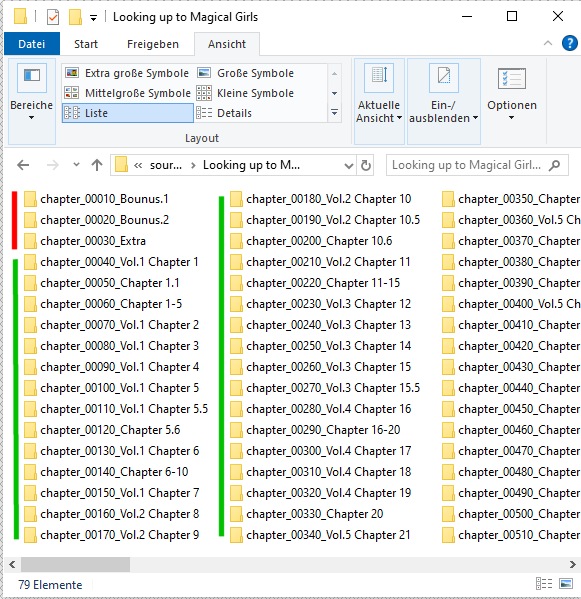 Looking up to Magical Girls
Datei Start Freigeben Ansicht
Bereiche
Extra große Symbole Große Symbole
Mittelgroße Symbole Kleine Symbole
Liste Details
Layout
Aktuelle Ansicht
Ein-/ausblenden
Optionen
« sour... Looking up to M...
Looking up to Magical Girl...
chapter_00010_Bounus.1
chapter_00020_Bounus.2
chapter_00030_Extra
chapter_00040_Vol.1 Chapter 1
chapter_00050_Chapter 1.1
chapter_00060_Chapter 1-5
chapter_00070_Vol.1 Chapter 2
chapter_00080_Vol.1 Chapter 3
chapter_00090_Vol.1 Chapter 4
chapter_00100_Vol.1 Chapter 5
chapter_00110_Vol.1 Chapter 5.5
chapter_00120_Chapter 5.6
chapter_00130_Vol.1 Chapter 6
chapter_00140_Chapter 6-10
chapter_00150_Vol.1 Chapter 7
chapter_00160_Vol.2 Chapter 8
chapter_00170_Vol.2 Chapter 9
chapter_00180_Vol.2 Chapter 10
chapter_00190_Vol.2 Chapter 10.5
chapter_00200_Chapter 10.6
chapter_00210_Vol.2 Chapter 11
chapter_00220_Chapter 11-15
chapter_00230_Vol.3 Chapter 12
chapter_00240_Vol.3 Chapter 13
chapter_00250_Vol.3 Chapter 14
chapter_00260_Vol.3 Chapter 15
chapter_00270_Vol.3 Chapter 15.5
chapter_00280_Vol.4 Chapter 16
chapter_00290_Chapter 16-20
chapter_00300_Vol.4 Chapter 17
chapter_00310_Vol.4 Chapter 18
chapter_00320_Vol.4 Chapter 19
chapter_00330_Chapter 20
chapter_00340_Vol.5 Chapter 21
chapter_00350_Chapter
chapter_00360_Vol.5 Ch
chapter_00370_Chapter
chapter_00380_Chapter
chapter_00390_Chapter
chapter_00400_Vol.5 Ch
chapter_00410_Chapter
chapter_00420_Chapter
chapter_00430_Chapter
chapter_00440_Chapter
chapter_00450_Chapter
chapter_00460_Chapter
chapter_00470_Chapter
chapter_00480_Chapter
chapter_00490_Chapter
chapter_00500_Chapter
chapter_00510_Chapter
79 Elemente